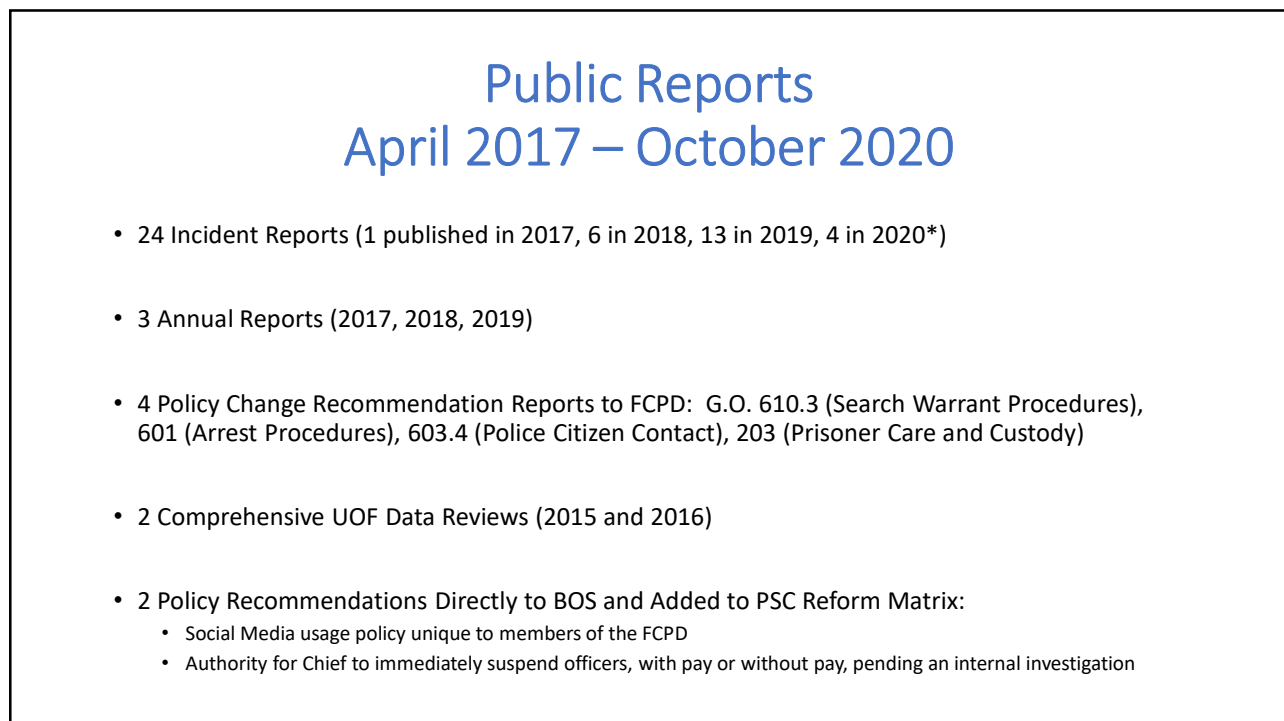 Public Reports
April 2017 – October 2020
• 24 Incident Reports (1 published in 2017, 6 in 2018, 13 in 2019, 4 in 2020*)
• 3 Annual Reports (2017, 2018, 2019)
• 4 Policy Change Recommendation Reports to FCPD:  G.O. 610.3 (Search Warrant Procedures),
601 (Arrest Procedures), 603.4 (Police Citizen Contact), 203 (Prisoner Care and Custody)
• 2 Comprehensive UOF Data Reviews (2015 and 2016)
• 2 Policy Recommendations Directly to BOS and Added to PSC Reform Matrix:
• Social Media usage policy unique to members of the FCPD
• Authority for Chief to immediately suspend officers, with pay or without pay, pending an internal investigation